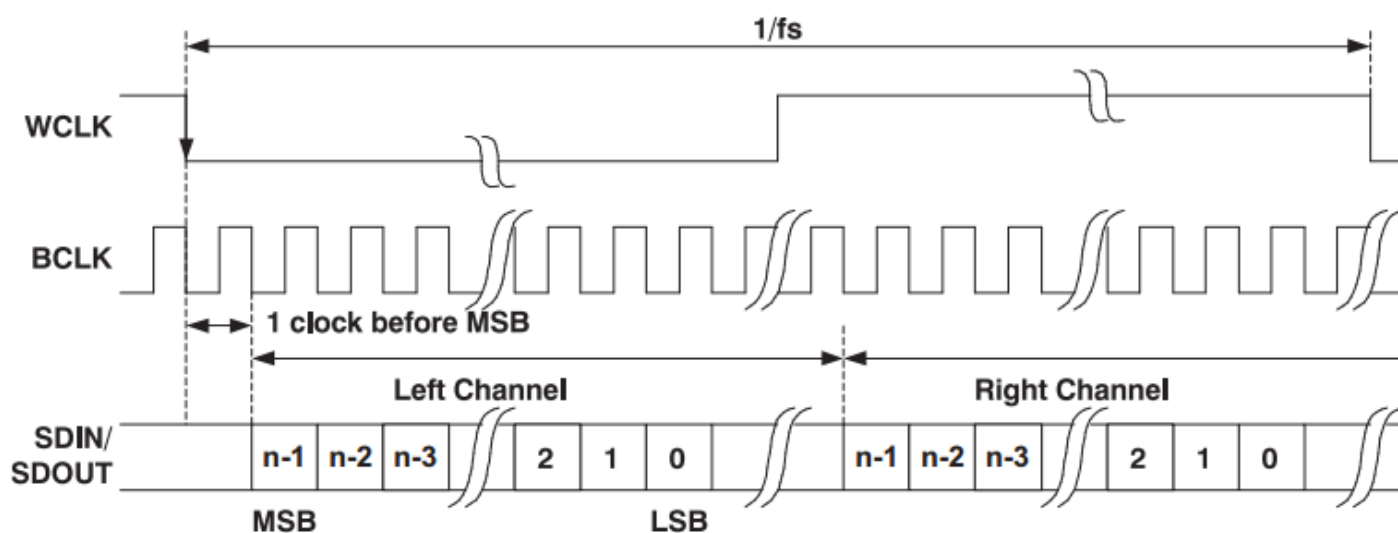 1/fs
WCLK
BCLK
1 clock before MSB
Left Channel
Right Channel
SDIN/
SDOUT
n-1 n-2 n-3 2 1 0 n-1 n-2 n-3 2 1 0
MSB LSB